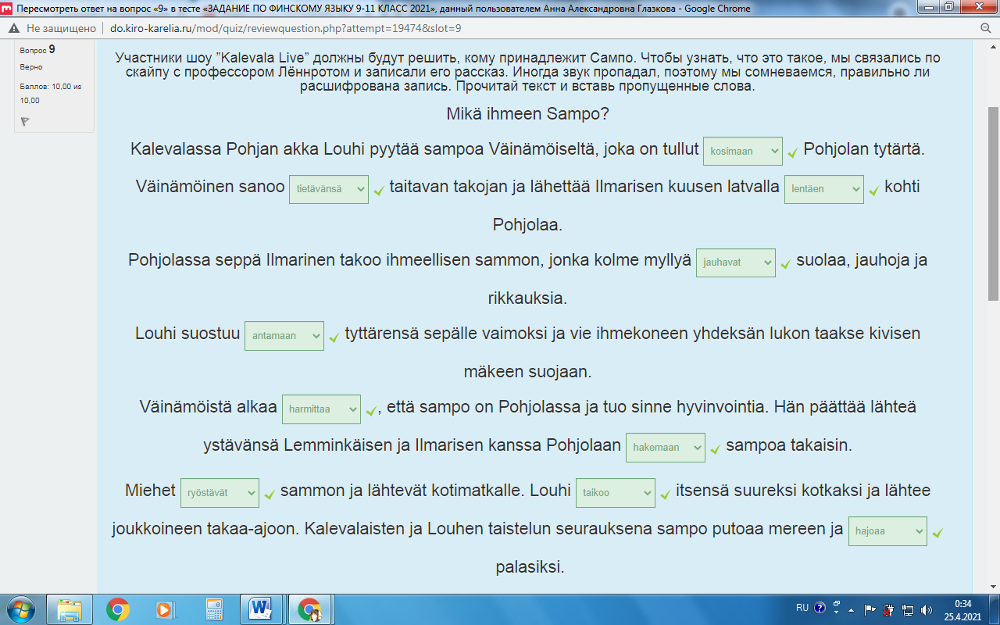 Пересмотреть ответ на вопрос «9» в тесте «ЗАДАНИЕ ПО ФИНСКОМУ ЯЗЫКУ 9-11 КЛАСС 2021», данный пользователем Анна Александровна Глазкова - Google Chrome
Не защищено | do.kiro-karelia.ru/mod/quiz/reviewquestion.php?attempt=19474&slot=9
Вопрос 9
Верно
Баллов: 10,00 из
10,00
Участники шоу ”Kalevala Live” должны будут решить, кому принадлежит Сампо. Чтобы узнать, что это такое, мы связались по
скайпу с профессором Лённротом и записали его рассказ. Иногда звук пропадал, поэтому мы сомневаемся, правильно ли
расшифрована запись. Прочитай текст и вставь пропущенные слова.
Mikä ihmeen Sampo?
Kalevalassa Pohjan akka Louhi pyytää sampoa Väinämöiseltä, joka on tullut kosimaan Pohjolan tytärtä.
Väinämöinen sanoo tietävänsä taitavan takojan ja lähettää Ilmarisen kuusen latvalla lentäen kohti
Pohjolaa.
Pohjolassa seppä Ilmarinen takoo ihmeellisen sammon, jonka kolme myllyä jauhavat suolaa, jauhoja ja
rikkauksia.
Louhi suostuu antamaan tyttärensä sepälle vaimoksi ja vie ihmekoneen yhdeksän lukon taakse kivisen
mäkeen suojaan.
Väinämöistä alkaa harmittaa , että sampo on Pohjolassa ja tuo sinne hyvinvointia. Hän päättää lähteä
ystävänsä Lemminkäisen ja Ilmarisen kanssa Pohjolaan hakemaan sampoa takaisin.
Miehet ryöstävät sammon ja lähtevät kotimatkalle. Louhi taikoo itsensä suureksi kotkaksi ja lähtee
joukkoineen takaa-ajoon. Kalevalaisten ja Louhen taistelun seurauksena sampo putoaa mereen ja hajoaa
palasiksi.
RU
0:34
25.4.2021